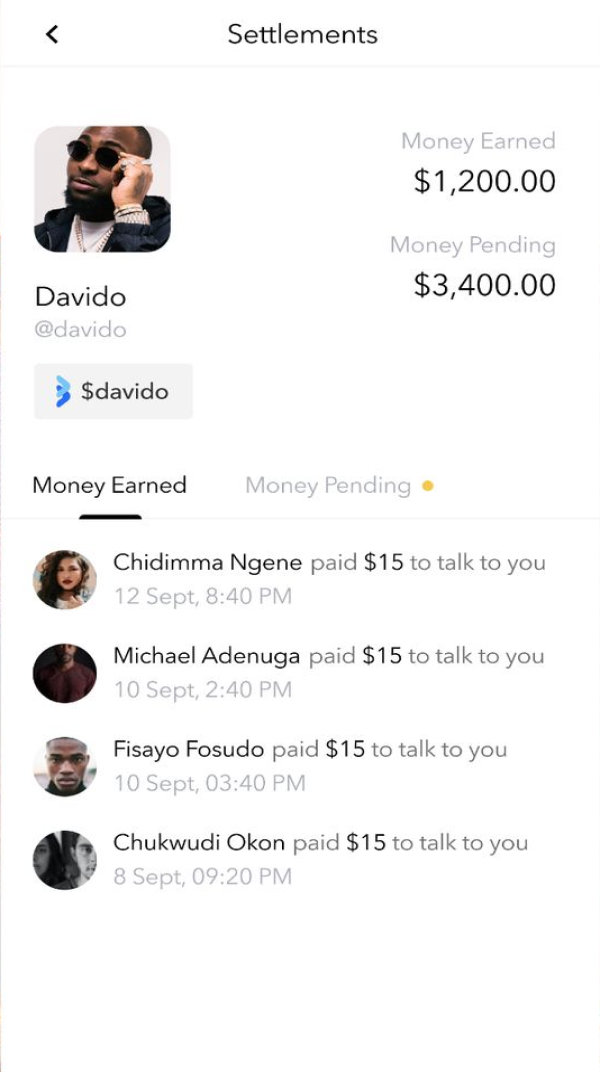 Settlements
Money Earned
$1,200.00
Money Pending
$3,400.00
Davido
@davido
$davido
Money Earned Money Pending
Chidimma Ngene paid $15 to talk to you
12 Sept, 8:40 PM
Michael Adenuga paid $15 to talk to you
10 Sept, 2:40 PM
Fisayo Fosudo paid $15 to talk to you
10 Sept, 03:40 PM
Chukwudi Okon paid $15 to talk to you
8 Sept, 09:20 PM